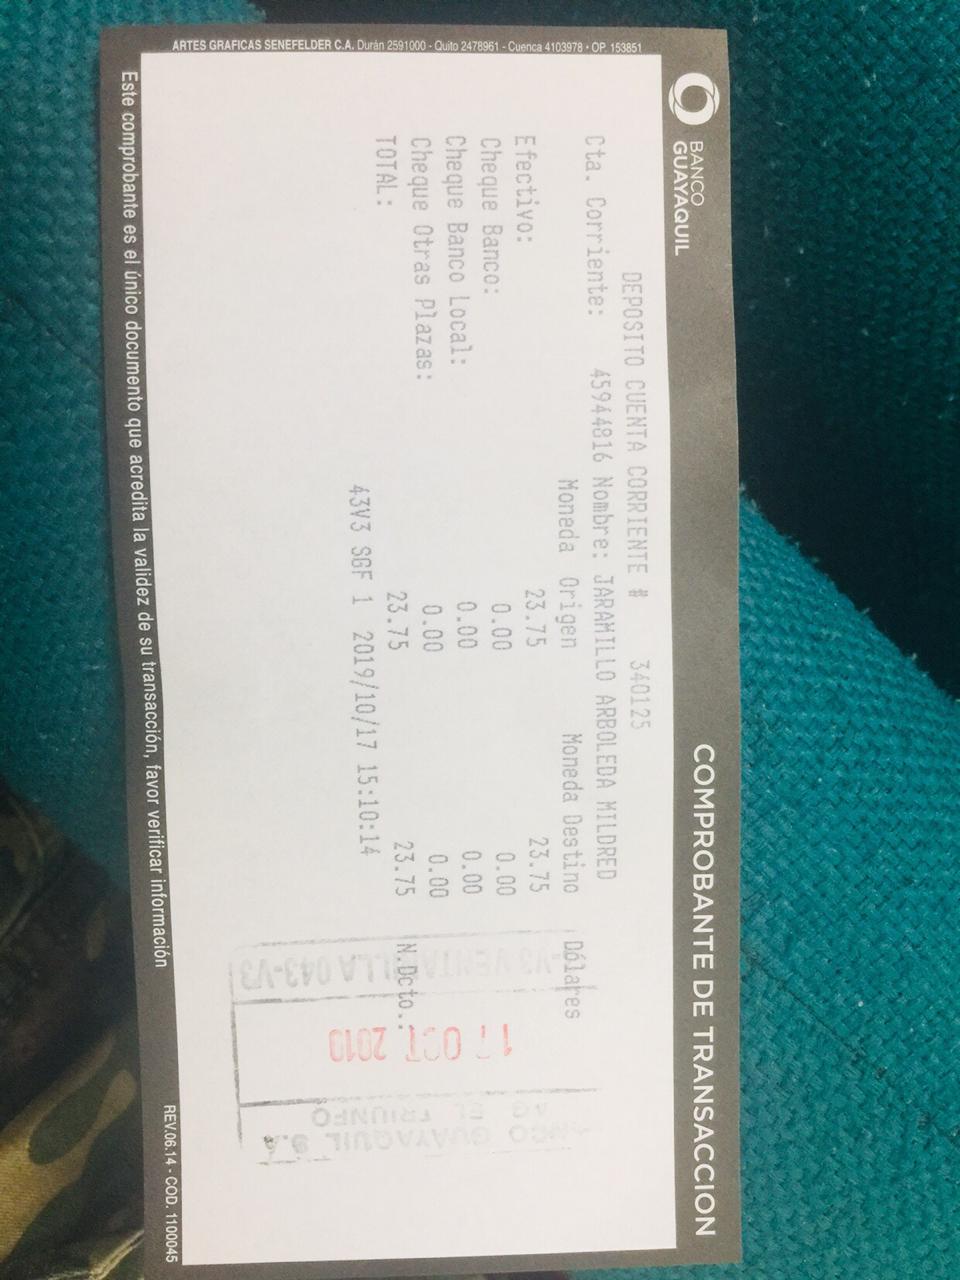 BANCO
GUAYAQUIL
COMPROBANTE DE TRANSACCION
DEPOSITO CUENTA CORRIENTE # 340125
Cta. Corriente: 45944816 Nombre: JARAMILLO ARBOLEDA MILDRED
Moneda Origen Moneda Destino Dólares
Efectivo: 23.75 23.75
Cheque Banco: 0.00 0.00
Cheque Banco Local: 0.00 0.00
Cheque Otras Plazas: 0.00 0.00
TOTAL: 23.75 23.75 N.Dcto.:
43V3 SGF 1 2019/10/17 15:10:14
GUAYAQUIL S.A
AG EL TRIUNFO
17 OCT
VENTANILLA 043-V3
ARTES GRAFICAS SENEFELDER C.A. Durán 2591000 - Quito 2478961 - Cuenca 4103978 - OP. 153851
Este comprobante es el único documento que acredita la validez de su transacción, favor verificar información
REV.06.14 - COD. 1100045